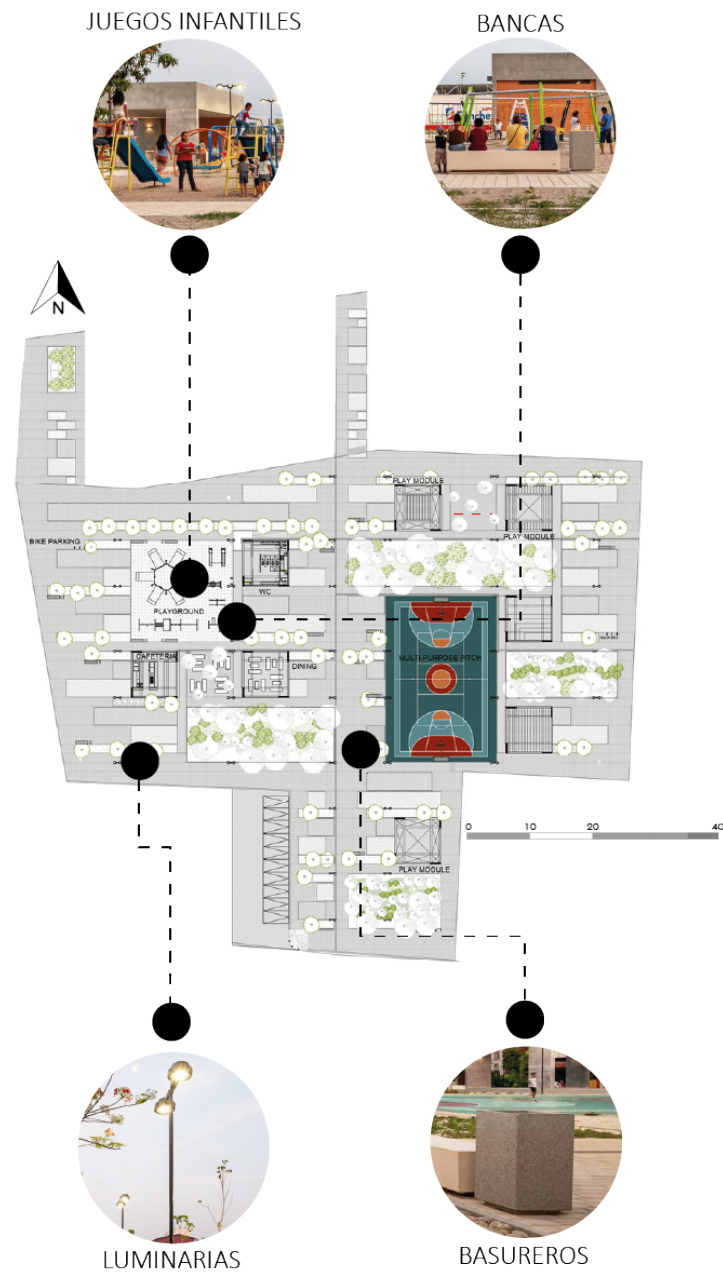 JUEGOS INFANTILES
BANCAS
N
PLAY MODULE
BIKE PARKING
PLAY MODULE
WC
PLAYGROUND
CAFETERIA
DINING
MULTI PURPOSE PITCH
0 10 20 40
PLAY MODULE
LUMINARIAS
BASUREROS